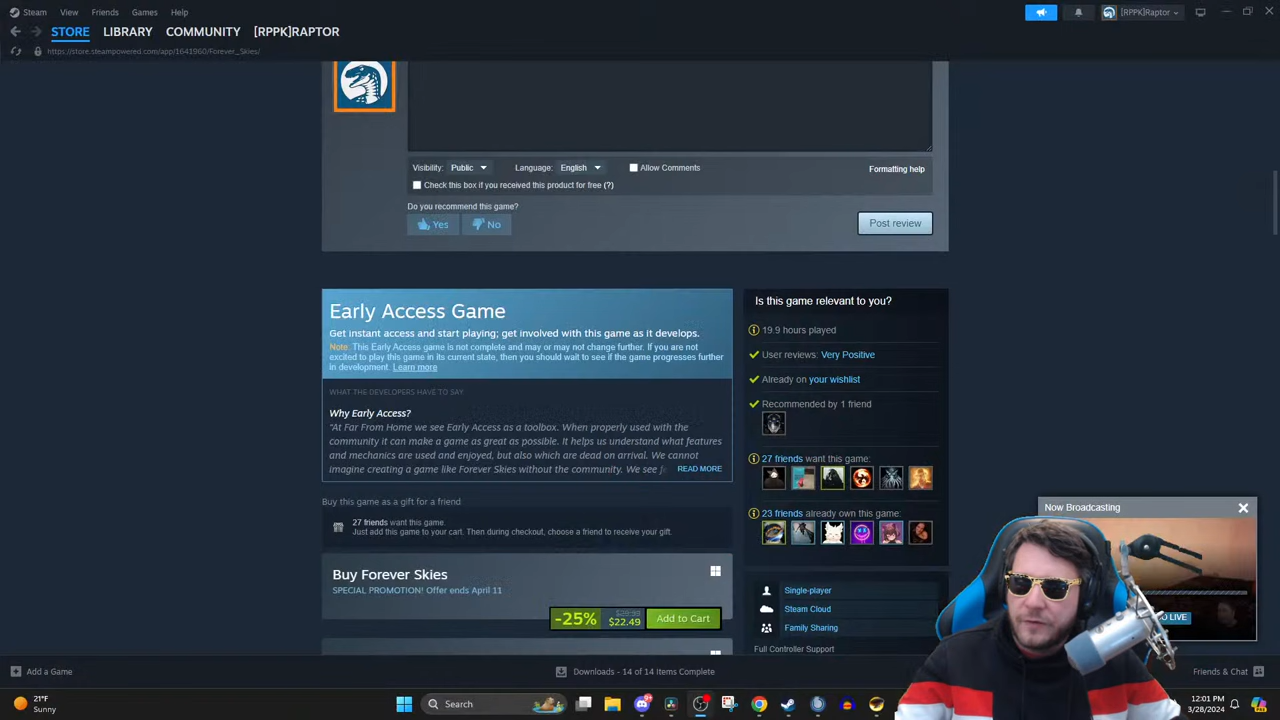 Steam View Friends Games Help
[RPPK]Raptor
STORE LIBRARY COMMUNITY [RPPK]RAPTOR
https://store.steampowered.com/app/1641960/Forever_Skies/
Visibility: Public Language: English Allow Comments
Formatting help
Check this box if you received this product for free (?)
Do you recommend this game?
Yes No
Post review
Early Access Game
Get instant access and start playing; get involved with this game as it develops.
Note: This Early Access game is not complete and may or may not change further. If you are
not excited to play this game in its current state, then you should wait to see if the game progresses further
in development. Learn more
WHAT THE DEVELOPERS HAVE TO SAY
Why Early Access?
"At Far From Home we see Early Access as a toolbox. When properly used with the
community it can make a game as great as possible. It helps us understand what features
and mechanics are used and enjoyed, but also which are dead on arrival. We cannot
imagine creating a game like Forever Skies without the community. We see
READ MORE
Is this game relevant to you?
19.9 hours played
User reviews: Very Positive
Already on your wishlist
Recommended by 1 friend
27 friends want this game:
23 friends already own this game:
Buy this game as a gift for a friend
27 friends want this game.
Just add this game to your cart. Then during checkout, choose a friend to receive your gift.
Buy Forever Skies
SPECIAL PROMOTION! Offer ends April 11
-25% $29.99 $22.49 Add to Cart
Single-player
Steam Cloud
Family Sharing
Full Controller Support
Now Broadcasting
LIVE
Add a Game
Downloads - 14 of 14 Items Complete
Friends & Chat
21°F
Sunny
Search
12:01 PM
3/28/2024